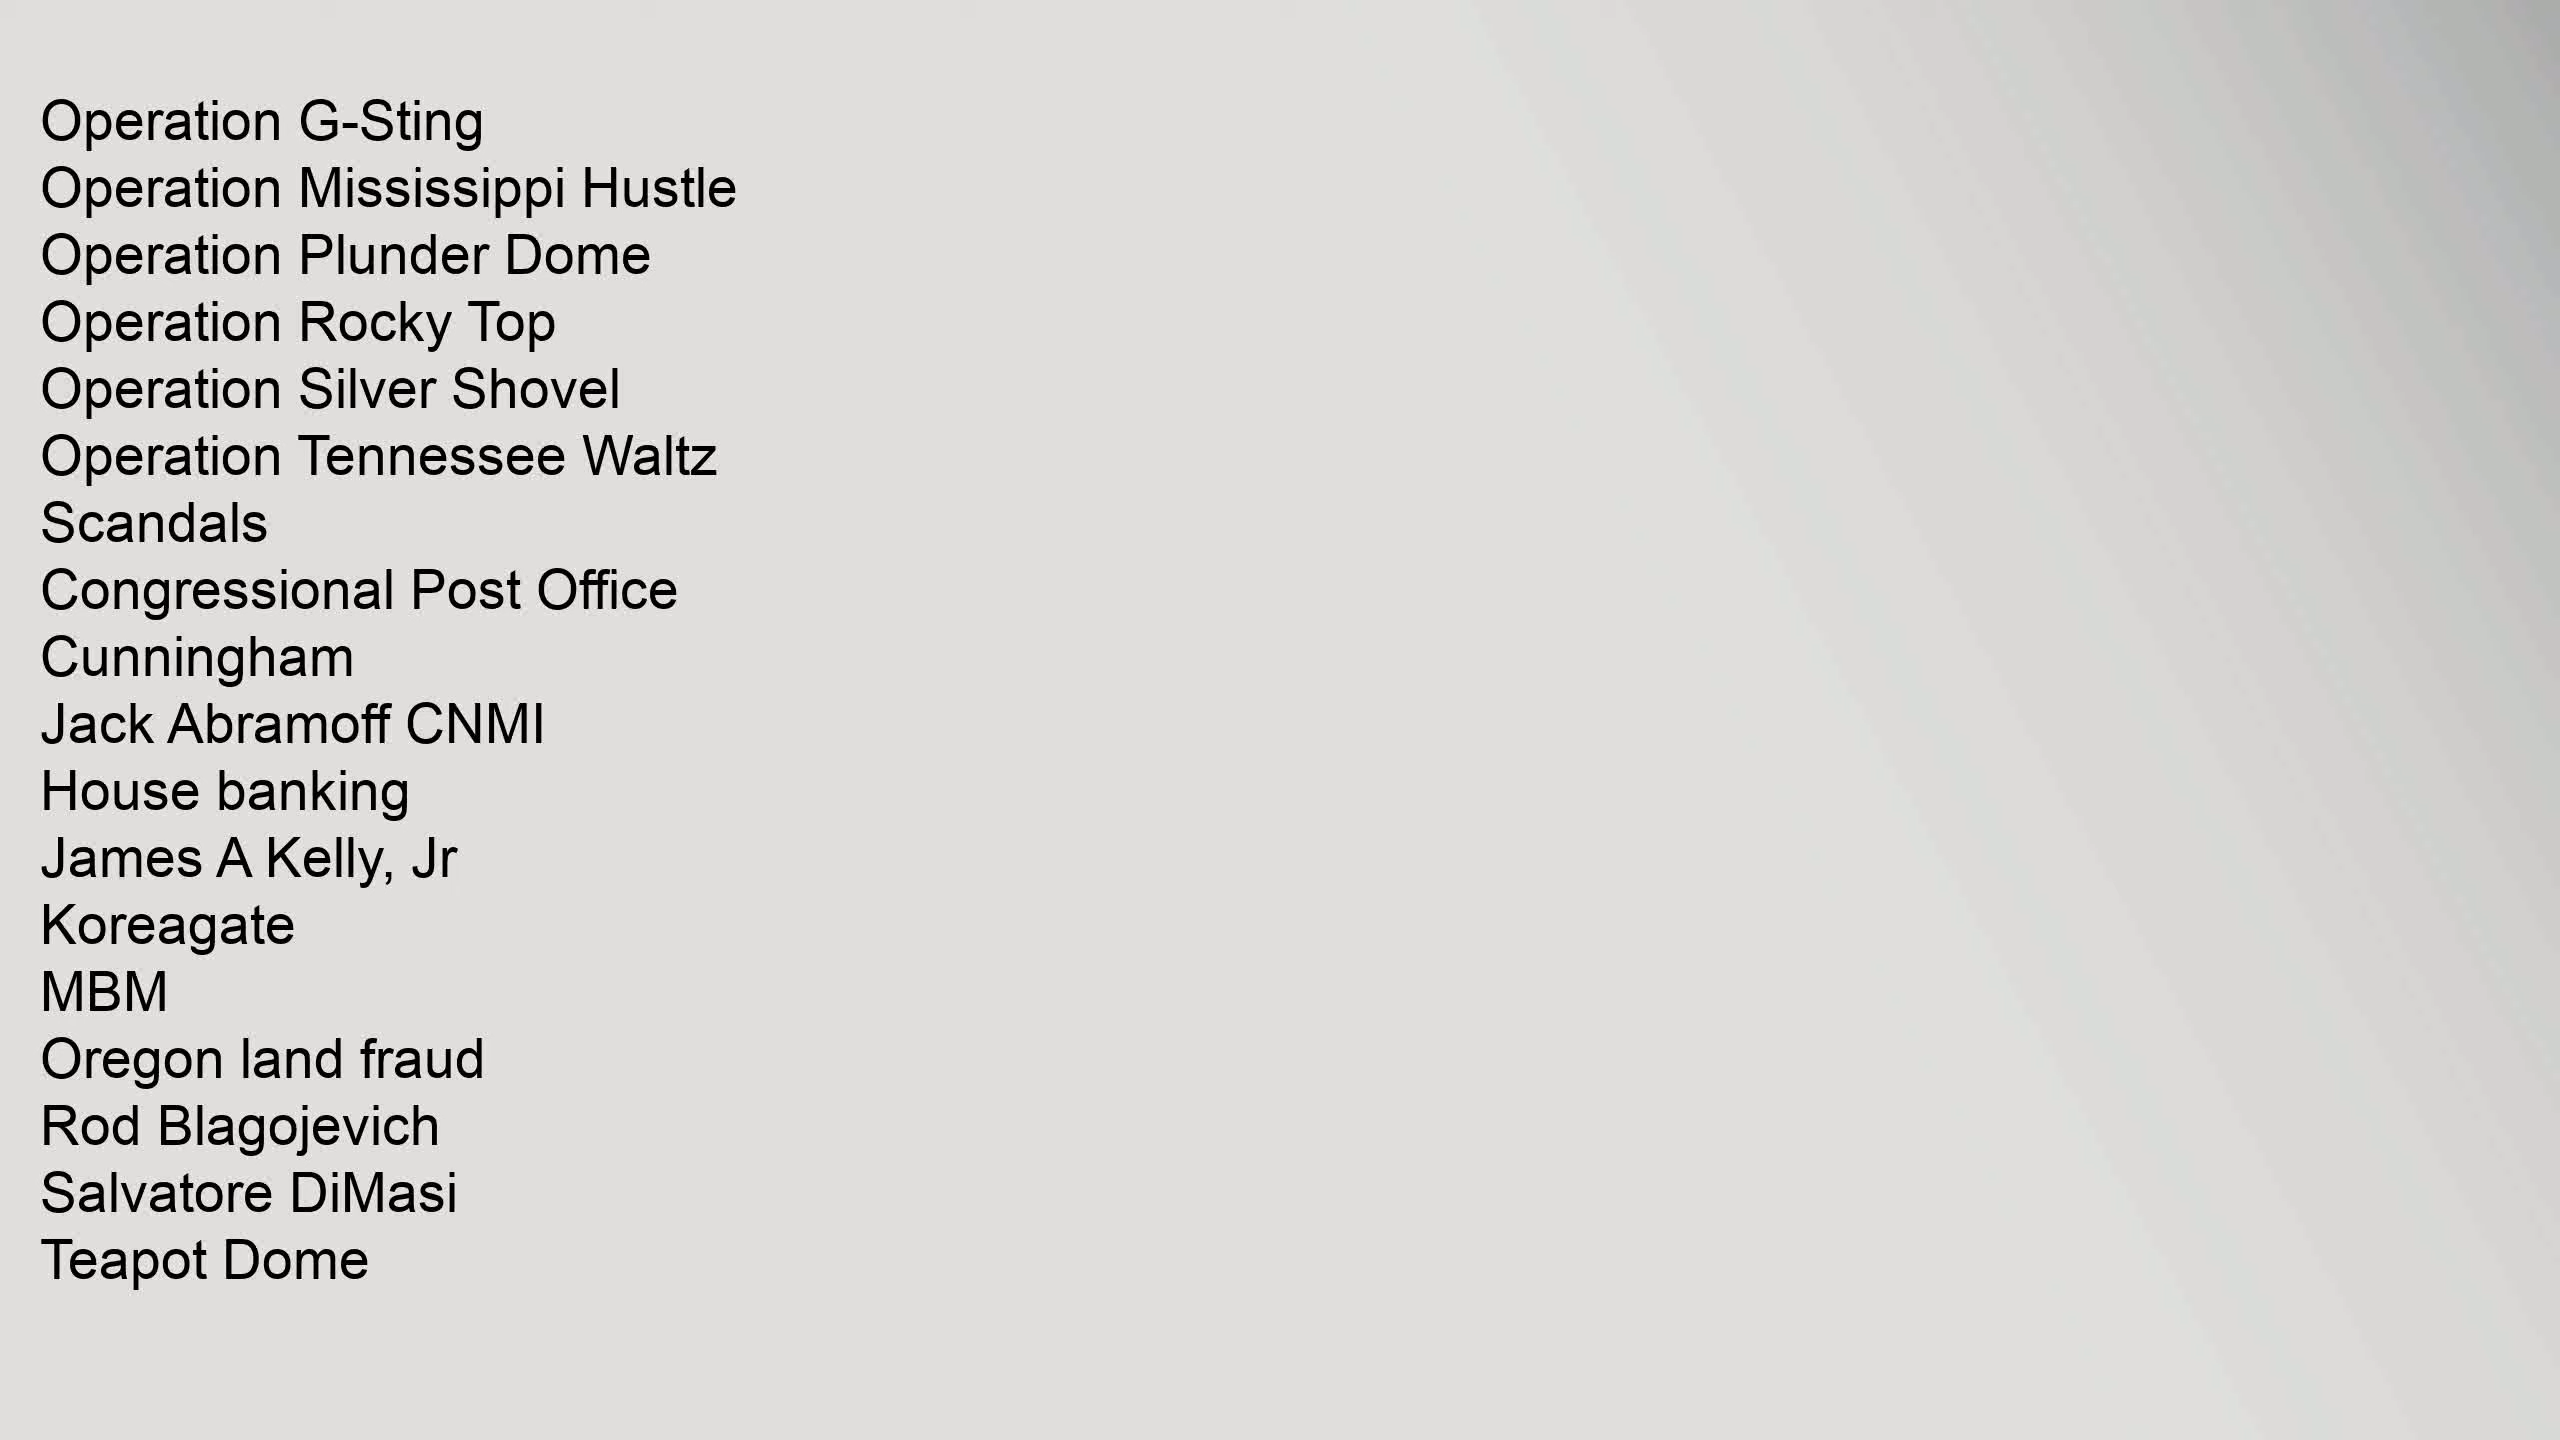 Operation G-Sting
Operation Mississippi Hustle
Operation Plunder Dome
Operation Rocky Top
Operation Silver Shovel
Operation Tennessee Waltz
Scandals
Congressional Post Office
Cunningham
Jack Abramoff CNMI
House banking
James A Kelly, Jr
Koreagate
MBM
Oregon land fraud
Rod Blagojevich
Salvatore DiMasi
Teapot Dome